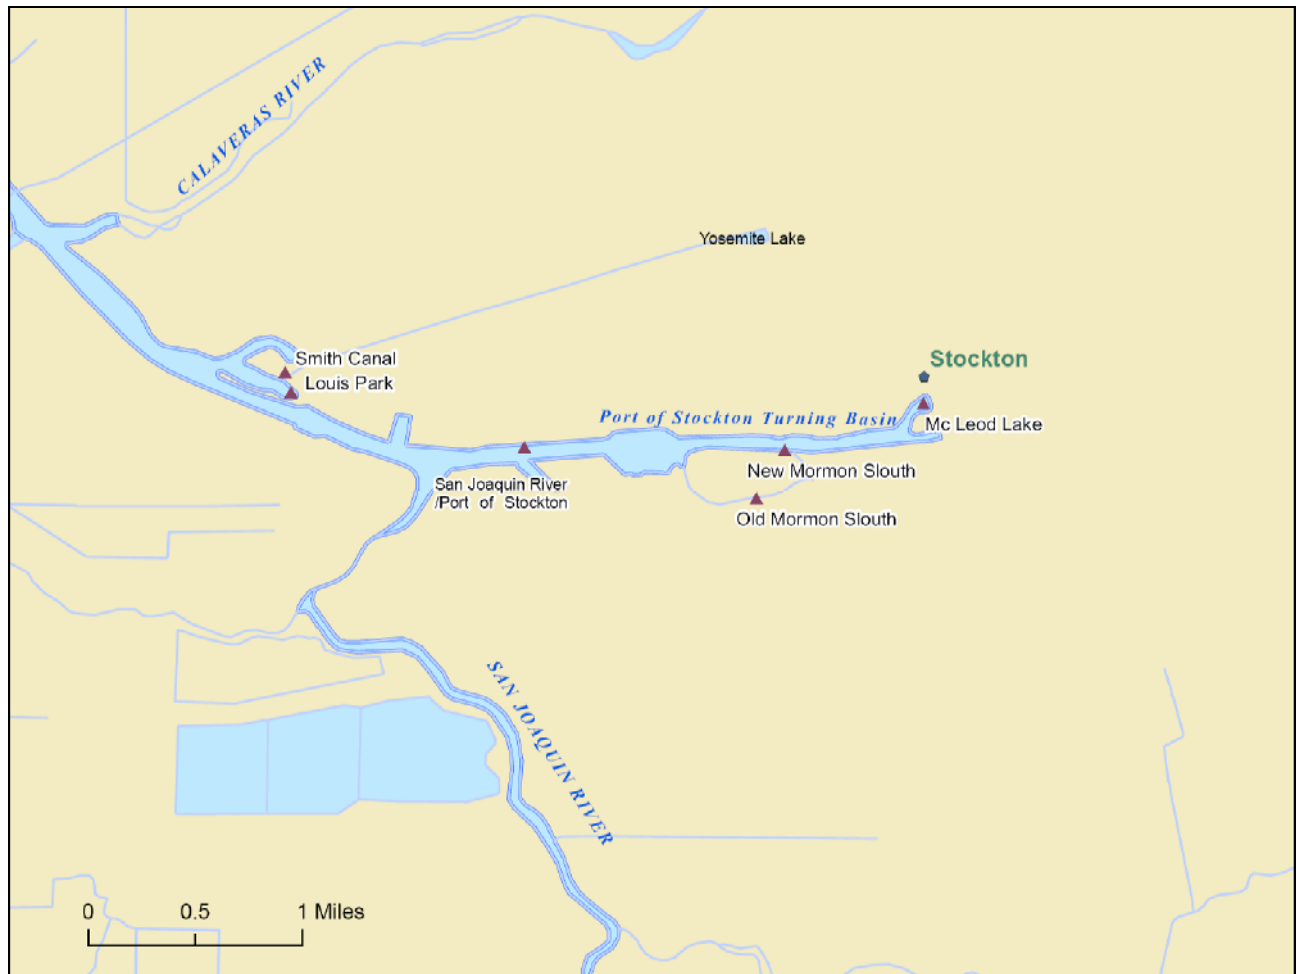 CALAVERAS RIVER
Yosemite Lake
Smith Canal
Louis Park
Stockton
Port of Stockton Turning Basin
Mc Leod Lake
San Joaquin River
/Port of Stockton
New Mormon Slouth
Old Mormon Slouth
SAN JOAQUIN RIVER
0 0.5 1 Miles